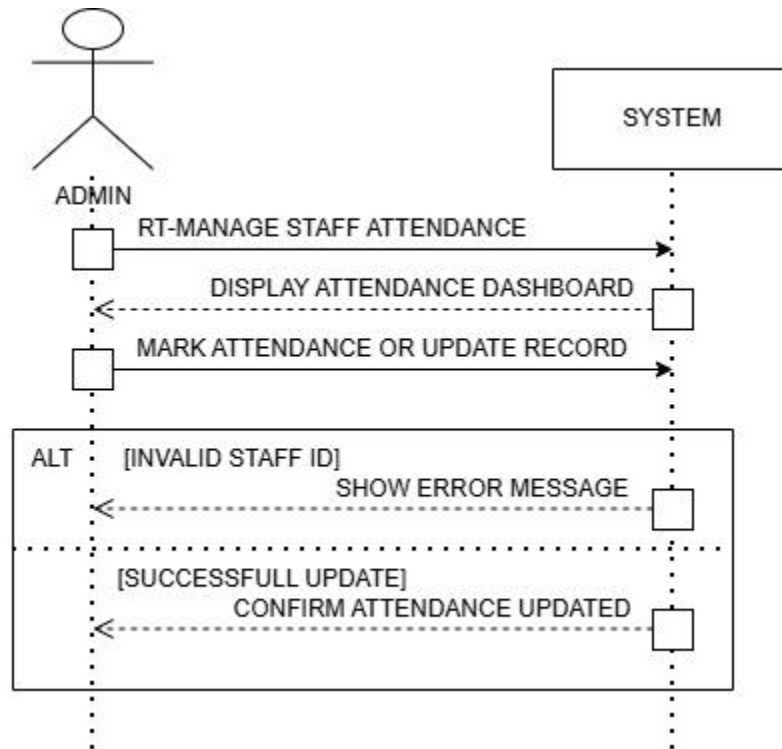 SYSTEM
ADMIN
RT-MANAGE STAFF ATTENDANCE
DISPLAY ATTENDANCE DASHBOARD
MARK ATTENDANCE OR UPDATE RECORD
ALT [INVALID STAFF ID]
SHOW ERROR MESSAGE
[SUCCESSFULL UPDATE]
CONFIRM ATTENDANCE UPDATED